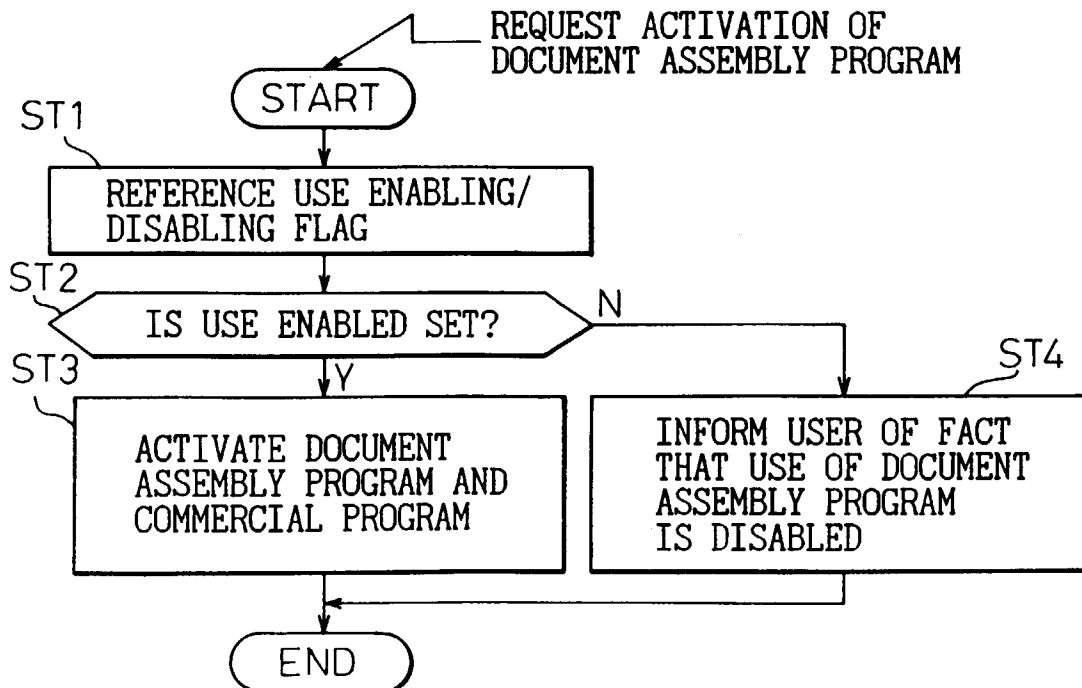 REQUEST ACTIVATION OF
DOCUMENT ASSEMBLY PROGRAM
START
ST1
REFERENCE USE ENABLING/
DISABLING FLAG
ST2
IS USE ENABLED SET?
N
Y
ST3
ACTIVATE DOCUMENT
ASSEMBLY PROGRAM AND
COMMERCIAL PROGRAM
ST4
INFORM USER OF FACT
THAT USE OF DOCUMENT
ASSEMBLY PROGRAM
IS DISABLED
END